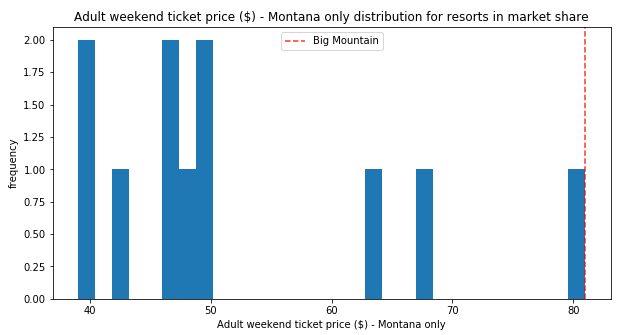 Adult weekend ticket price ($) - Montana only distribution for resorts in market share
Big Mountain
2.00
1.75
1.50
1.25
1.00
0.75
0.50
0.25
0.00
frequency
40 50 60 70 80
Adult weekend ticket price ($) - Montana only